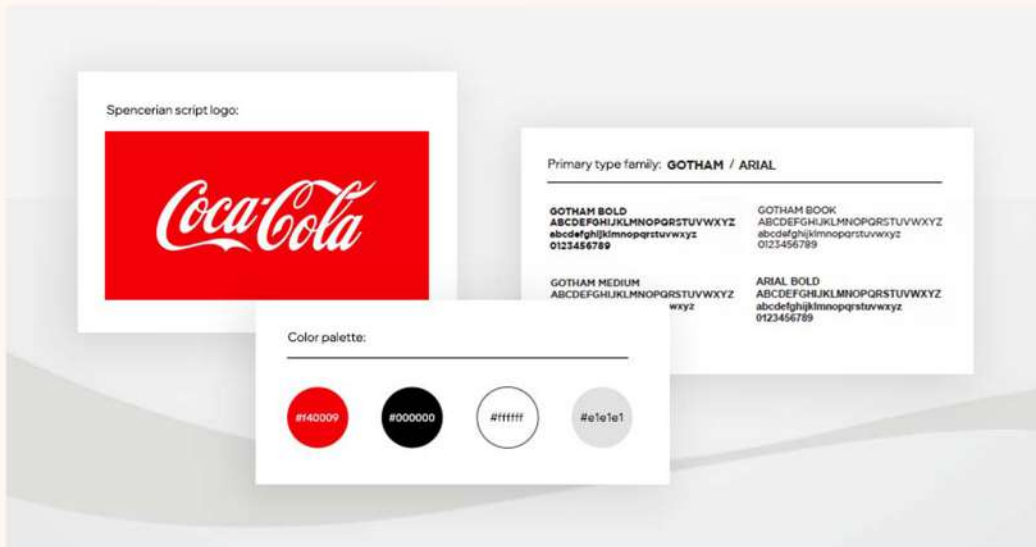 Spencerian script logo:
Coca-Cola
Primary type family: GOTHAM / ARIAL
GOTHAM BOLD
ABCDEFGHIJKLMNOPQRSTUVWXYZ
abcdefghijklmnopqrstuvwxyz
0123456789
GOTHAM BOOK
ABCDEFGHIJKLMNOPQRSTUVWXYZ
abcdefghijklmnopqrstuvwxyz
0123456789
GOTHAM MEDIUM
ABCDEFGHIJKLMNOPQRSTUVWXYZ
wxyz
ARIAL BOLD
ABCDEFGHIJKLMNOPQRSTUVWXYZ
abcdefghijklmnopqrstuvwxyz
0123456789
Color palette:
#f40009
#000000
#ffffff
#e1e1e1